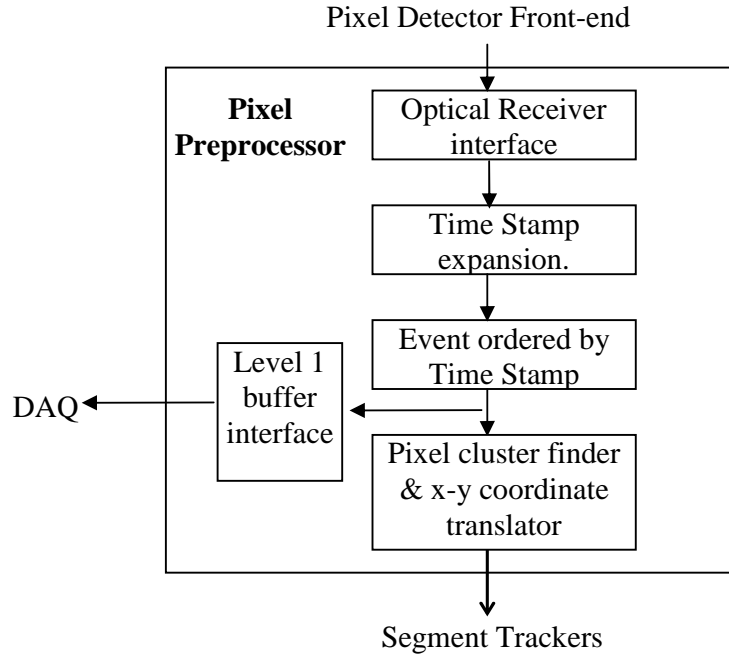 Pixel Detector Front-end
Pixel
Preprocessor
Optical Receiver
interface
Time Stamp
expansion.
Event ordered by
Time Stamp
Level 1
buffer
interface
DAQ
Pixel cluster finder
& x-y coordinate
translator
Segment Trackers